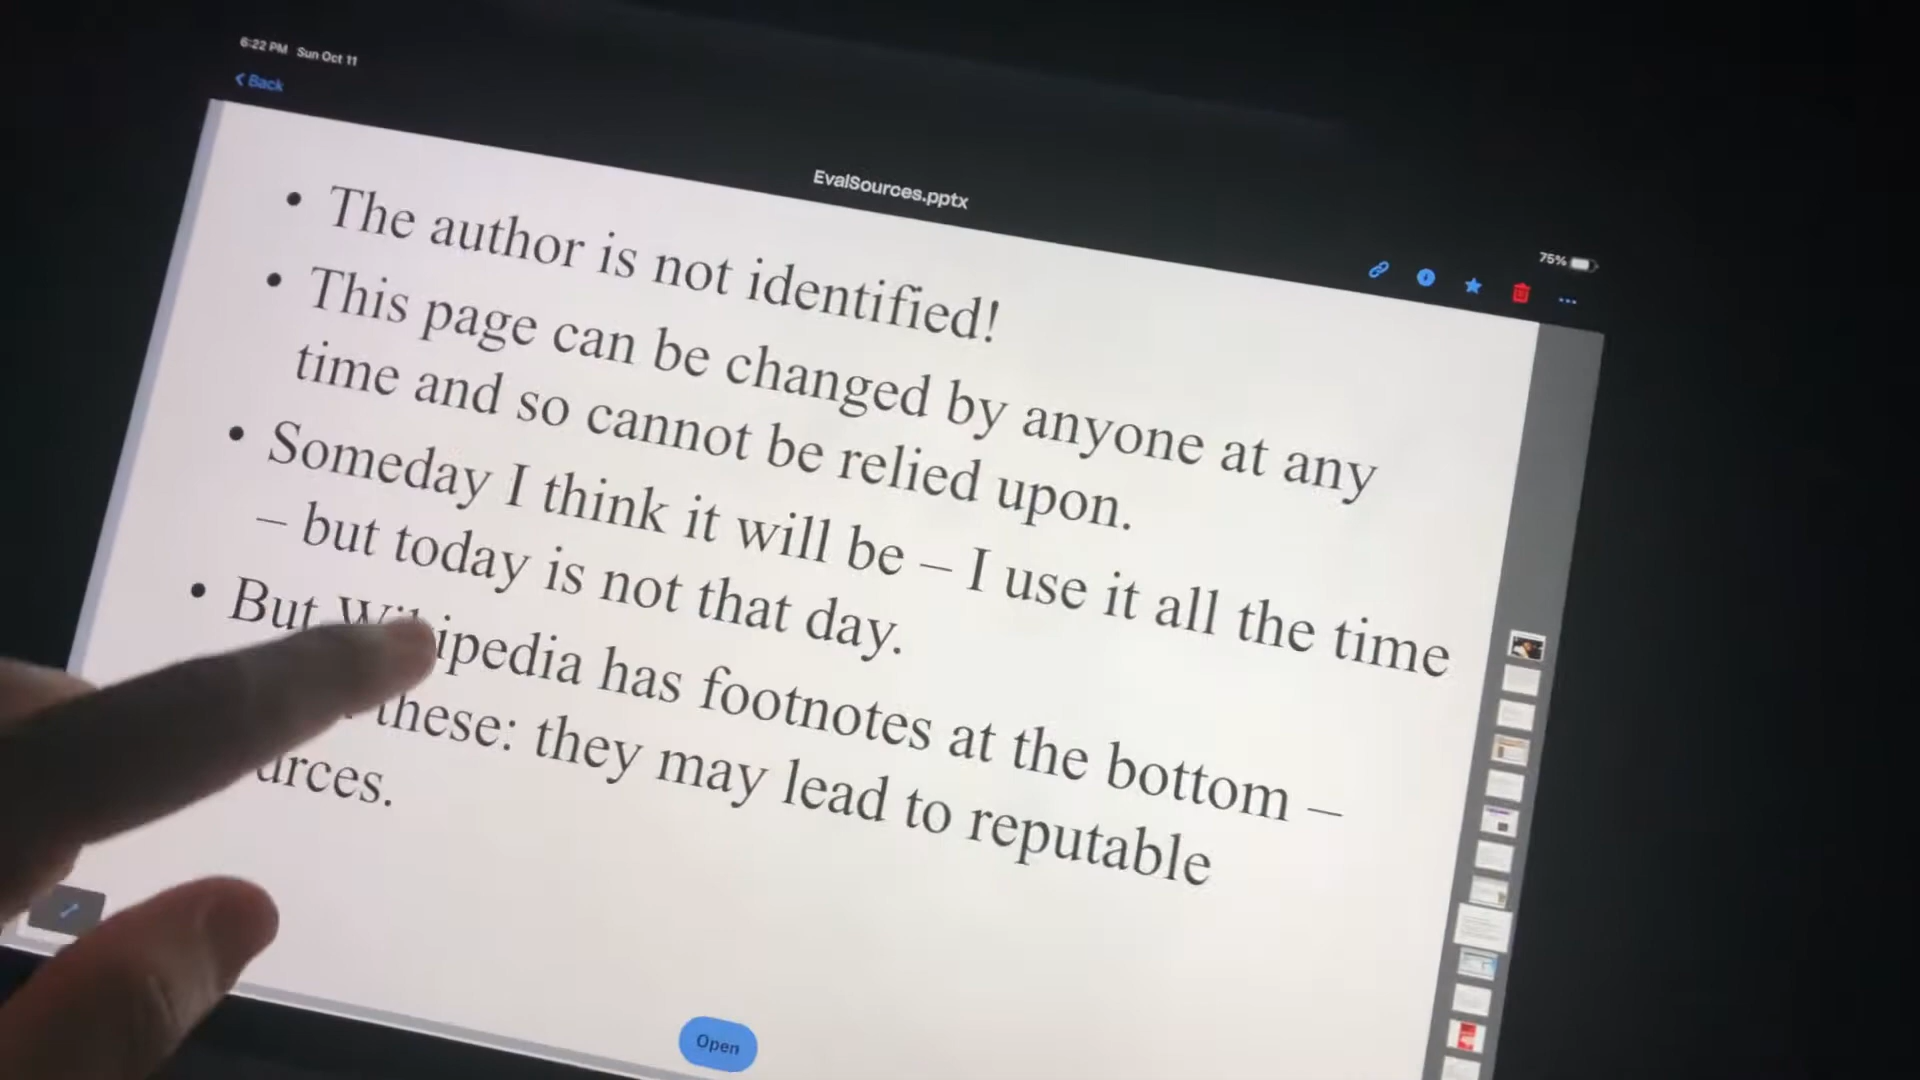 6:22 PM Sun Oct 11
Back
EvalSources.pptx
75%
• The author is not identified!
• This page can be changed by anyone at any
time and so cannot be relied upon.
• Someday I think it will be – I use it all the time
– but today is not that day.
• But Wikipedia has footnotes at the bottom –
these: they may lead to reputable
urces.
Open